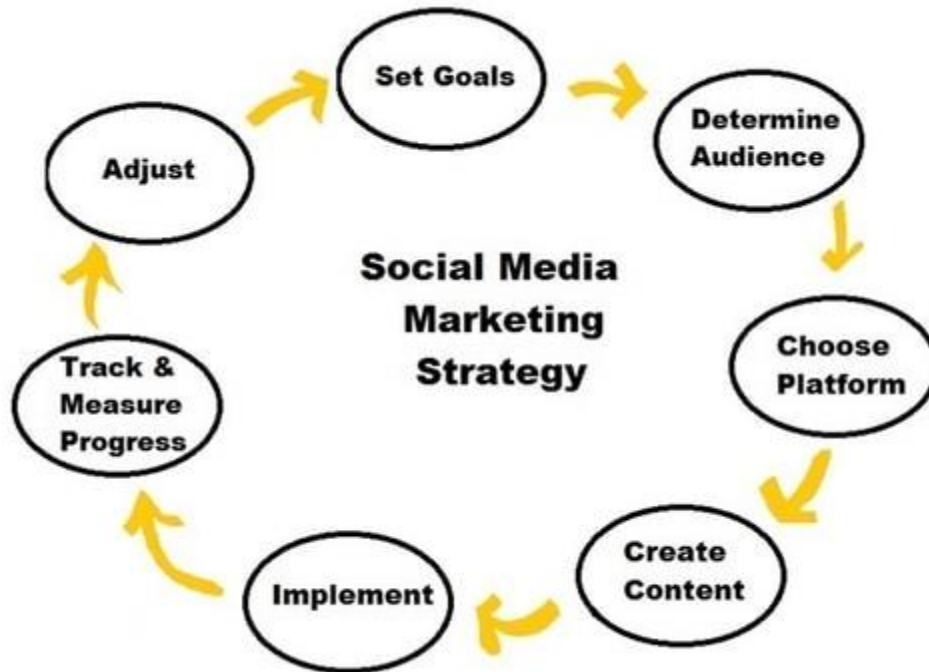 Set Goals
Determine
Audience
Choose
Platform
Create
Content
Implement
Track &
Measure
Progress
Adjust
Social Media
Marketing
Strategy